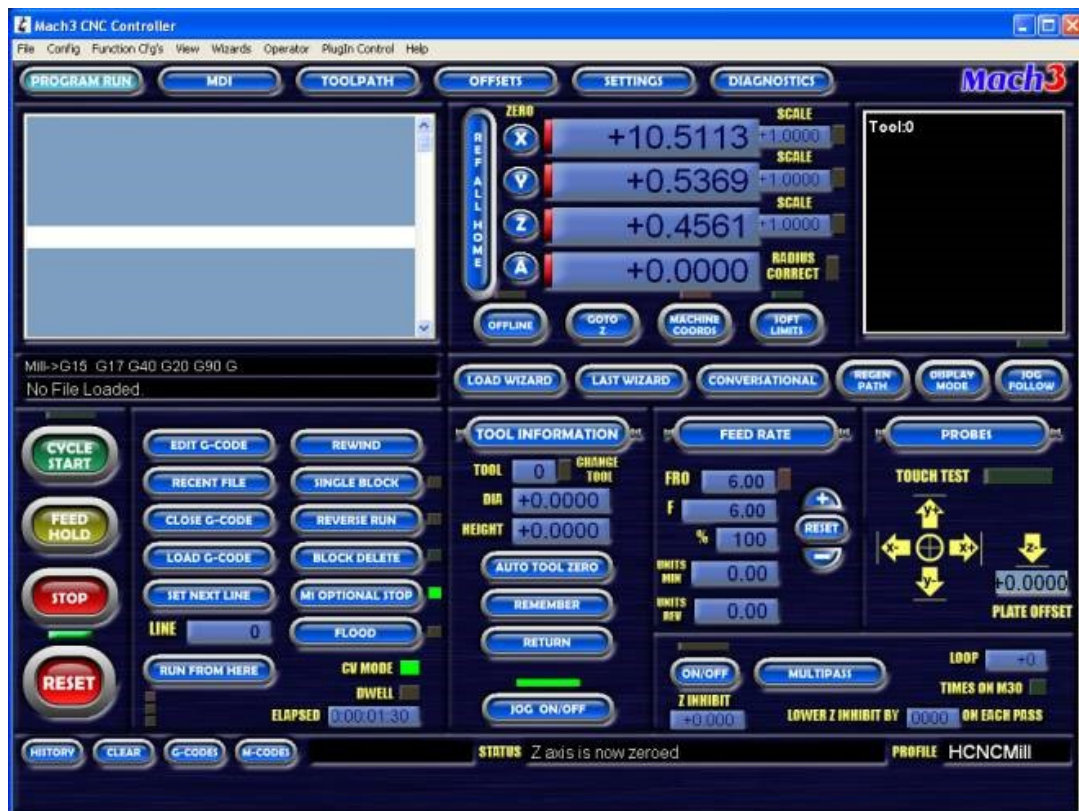 Mach3 CNC Controller
File Config Function Cfg's View Wizards Operator PlugIn Control Help
PROGRAM RUN MDI TOOLPATH OFFSETS SETTINGS DIAGNOSTICS Mach3
ZERO SCALE
REF ALL HOME
X +10.5113 +1.0000
SCALE
Y +0.5369 +1.0000
SCALE
Z +0.4561 +1.0000
A +0.0000 RADIUS CORRECT
Tool:0
OFFLINE GOTO Z MACHINE COORDS SOFT LIMITS
Mill->G15 G17 G40 G20 G90 G
No File Loaded.
LOAD WIZARD LAST WIZARD CONVERSATIONAL REGEN PATH DISPLAY MODE JOG FOLLOW
CYCLE START
FEED HOLD
STOP
RESET
EDIT G-CODE REWIND
RECENT FILE SINGLE BLOCK
CLOSE G-CODE REVERSE RUN
LOAD G-CODE BLOCK DELETE
SET NEXT LINE M1 OPTIONAL STOP
LINE 0 FLOOD
RUN FROM HERE CV MODE
DWELL
ELAPSED 0:00:01:30
TOOL INFORMATION
TOOL 0 CHANGE TOOL
DIA +0.0000
HEIGHT +0.0000
AUTO TOOL ZERO
REMEMBER
RETURN
JOG ON/OFF
FEED RATE
FRO 6.00
F 6.00
% 100
+ RESET −
UNITS MIN 0.00
UNITS REV 0.00
PROBES
TOUCH TEST
Y+
X- X+ Z-
Y-
+0.0000
PLATE OFFSET
ON/OFF MULTIPASS LOOP +0
Z INHIBIT TIMES ON M30
+0.000 LOWER Z INHIBIT BY 0000 ON EACH PASS
HISTORY CLEAR G-CODES M-CODES STATUS Z axis is now zeroed PROFILE HCNCMill